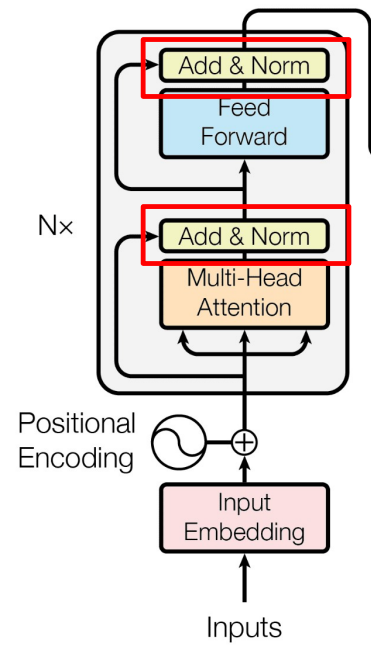 Add & Norm
Feed
Forward
N×
Add & Norm
Multi-Head
Attention
Positional
Encoding
Input
Embedding
Inputs